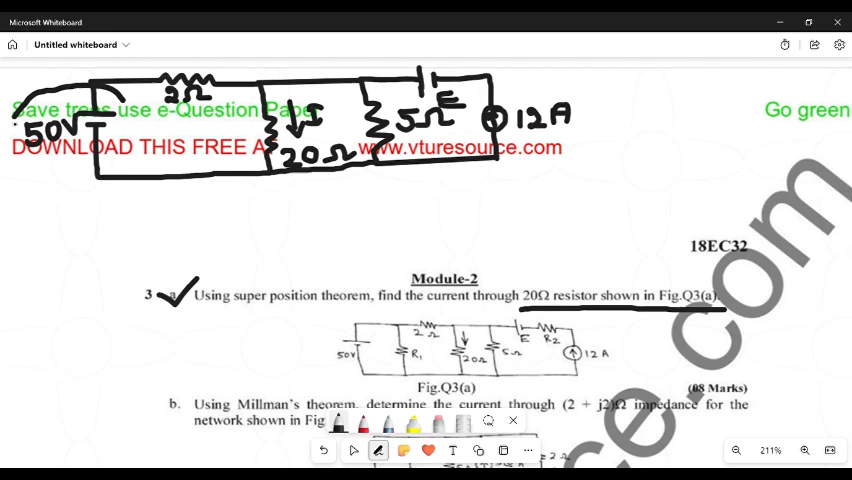 Microsoft Whiteboard
Untitled whiteboard
2Ω
Save trees use e-Question Pape
Go green
50V
I
5Ω
E
12A
DOWNLOAD THIS FREE A
20Ω
www.vturesource.com
18EC32
Module-2
3 a. Using super position theorem, find the current through 20Ω resistor shown in Fig.Q3(a).
2Ω
E
R2
50V
R1
20Ω
5Ω
12 A
Fig.Q3(a)
(08 Marks)
b. Using Millman's theorem, determine the current through (2 + j2)Ω impedance for the
network shown in Fig
ce.com
211%